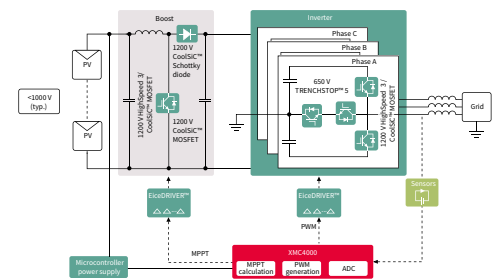 Boost
Inverter
Phase C
Phase B
Phase A
PV
PV
<1000 V
(typ.)
1200 V HighSpeed 3/
CoolSiC™ MOSFET
1200 V
CoolSiC™
Schottky
diode
1200 V
CoolSiC™
MOSFET
650 V
TRENCHSTOP™ 5
1200 V HighSpeed 3 /
CoolSiC™ MOSFET
Grid
Sensors
EiceDRIVER™
EiceDRIVER™
MPPT
PWM
Microcontroller
power supply
XMC4000
MPPT
calculation
PWM
generation
ADC